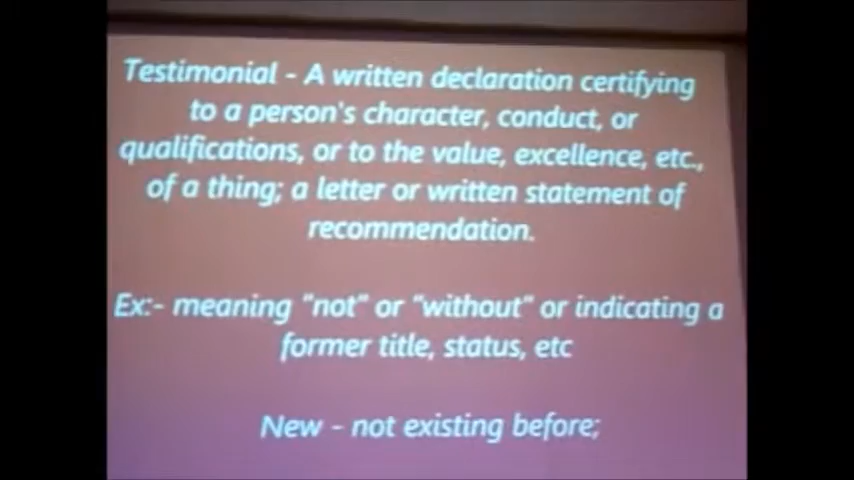 Testimonial - A written declaration certifying
to a person's character, conduct, or
qualifications, or to the value, excellence, etc.,
of a thing; a letter or written statement of
recommendation.
Ex:- meaning "not" or "without" or indicating a
former title, status, etc
New - not existing before;